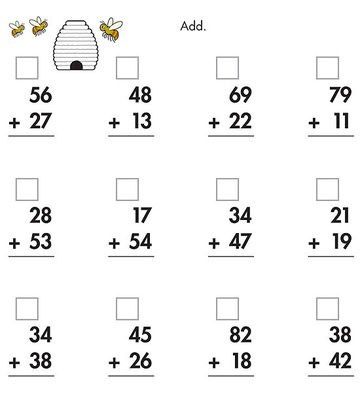 Add.
56 48 69 79
+ 27 + 13 + 22 + 11
28 17 34 21
+ 53 + 54 + 47 + 19
34 45 82 38
+ 38 + 26 + 18 + 42